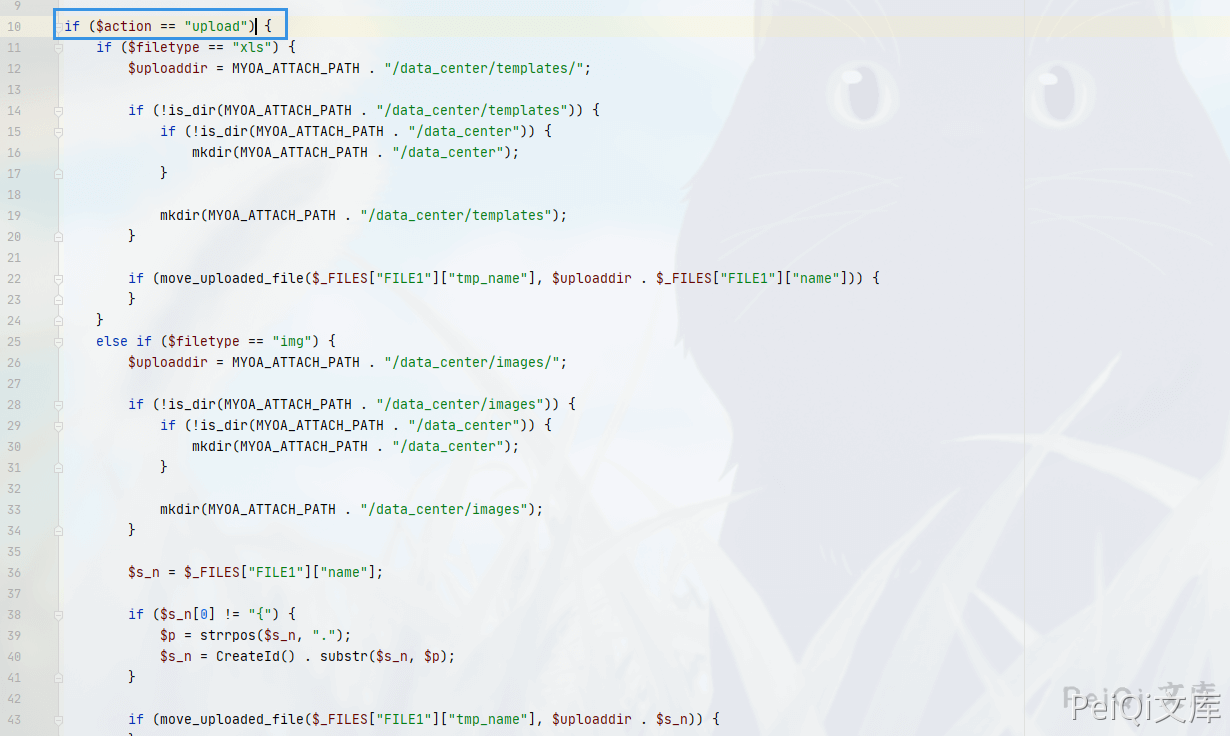 9
10 if ($action == "upload") {
11 if ($filetype == "xls") {
12 $uploaddir = MYOA_ATTACH_PATH . "/data_center/templates/";
13
14 if (!is_dir(MYOA_ATTACH_PATH . "/data_center/templates")) {
15 if (!is_dir(MYOA_ATTACH_PATH . "/data_center")) {
16 mkdir(MYOA_ATTACH_PATH . "/data_center");
17 }
18
19 mkdir(MYOA_ATTACH_PATH . "/data_center/templates");
20 }
21
22 if (move_uploaded_file($_FILES["FILE1"]["tmp_name"], $uploaddir . $_FILES["FILE1"]["name"])) {
23 }
24 }
25 else if ($filetype == "img") {
26 $uploaddir = MYOA_ATTACH_PATH . "/data_center/images/";
27
28 if (!is_dir(MYOA_ATTACH_PATH . "/data_center/images")) {
29 if (!is_dir(MYOA_ATTACH_PATH . "/data_center")) {
30 mkdir(MYOA_ATTACH_PATH . "/data_center");
31 }
32
33 mkdir(MYOA_ATTACH_PATH . "/data_center/images");
34 }
35
36 $s_n = $_FILES["FILE1"]["name"];
37
38 if ($s_n[0] != "{") {
39 $p = strrpos($s_n, ".");
40 $s_n = CreateId() . substr($s_n, $p);
41 }
42
43 if (move_uploaded_file($_FILES["FILE1"]["tmp_name"], $uploaddir . $s_n)) {
PeiQi 文库
PeiQi文库